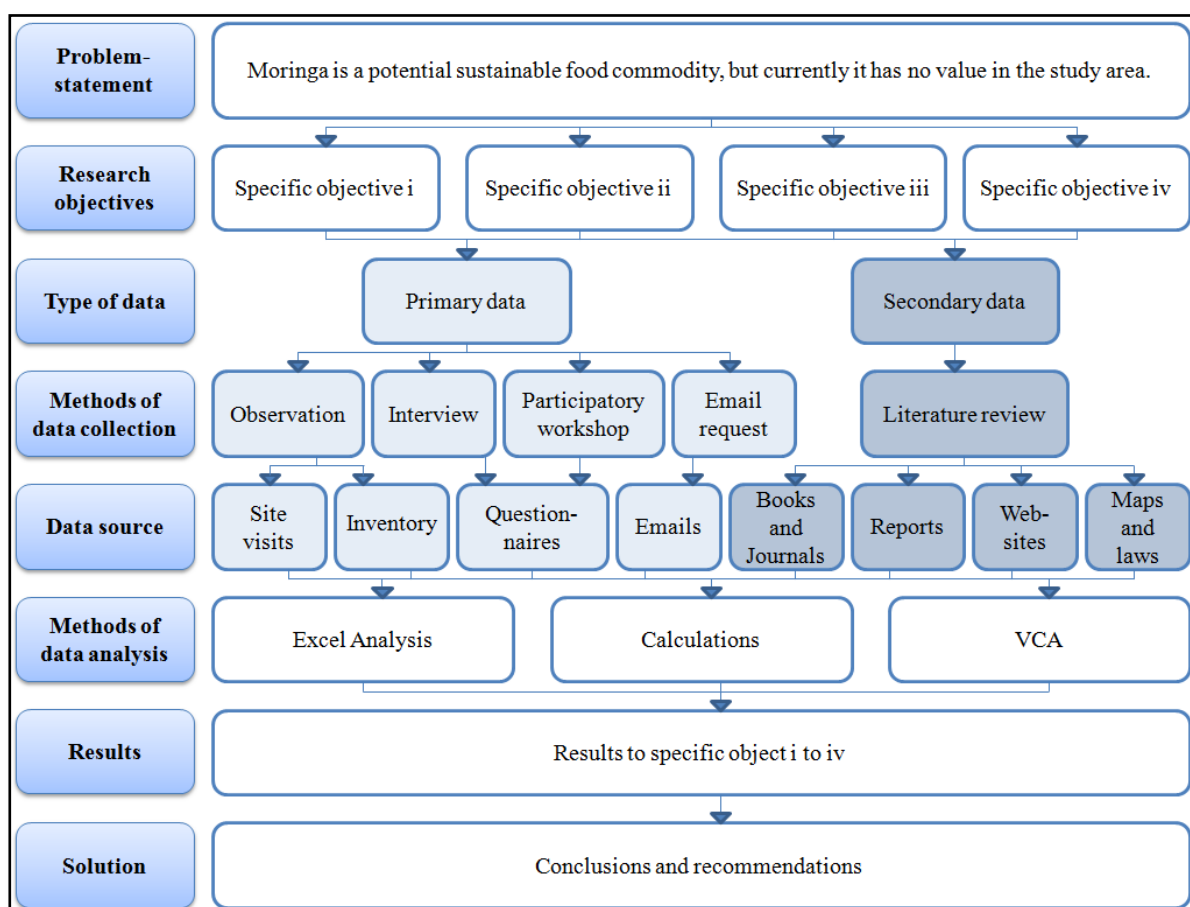 Problem-
statement
Moringa is a potential sustainable food commodity, but currently it has no value in the study area.
Research
objectives
Specific objective i
Specific objective ii
Specific objective iii
Specific objective iv
Type of data
Primary data
Secondary data
Methods of
data collection
Observation
Interview
Participatory
workshop
Email
request
Literature review
Data source
Site
visits
Inventory
Question-
naires
Emails
Books
and
Journals
Reports
Web-
sites
Maps
and
laws
Methods of
data analysis
Excel Analysis
Calculations
VCA
Results
Results to specific object i to iv
Solution
Conclusions and recommendations